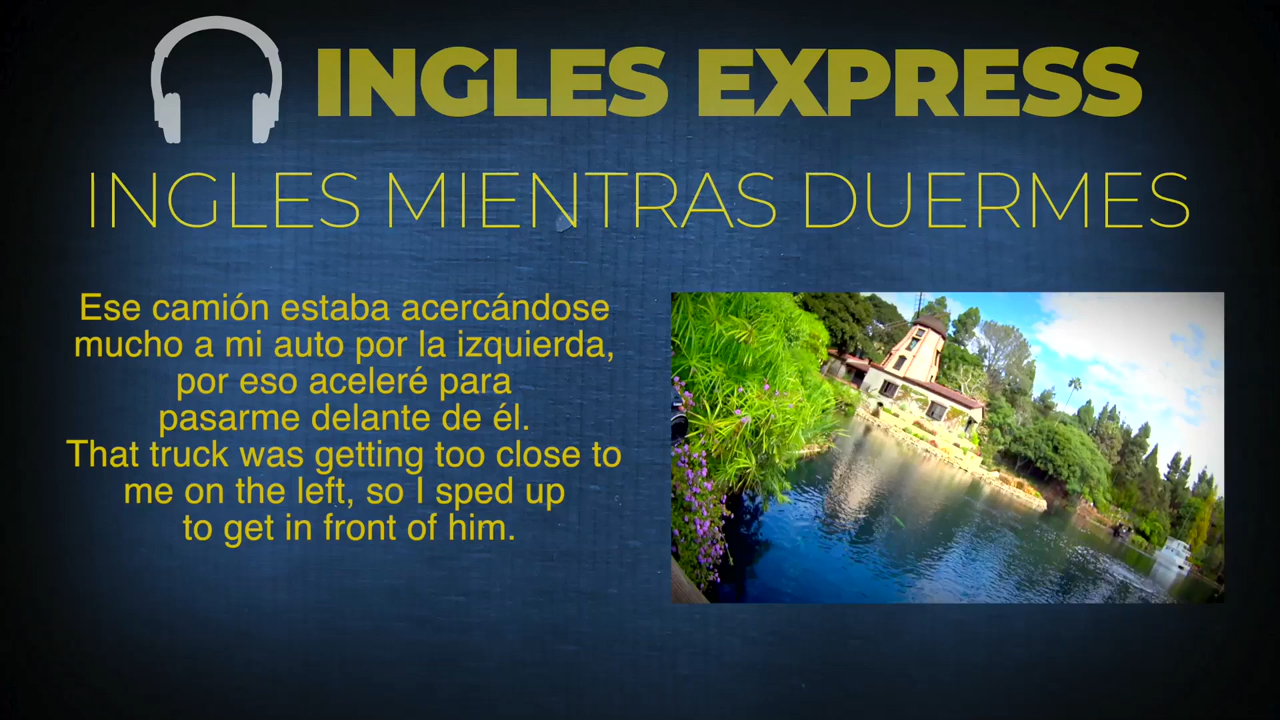 INGLES EXPRESS
INGLES MIENTRAS DUERMES
Ese camión estaba acercándose
mucho a mi auto por la izquierda,
por eso aceleré para
pasarme delante de él.
That truck was getting too close to
me on the left, so I sped up
to get in front of him.